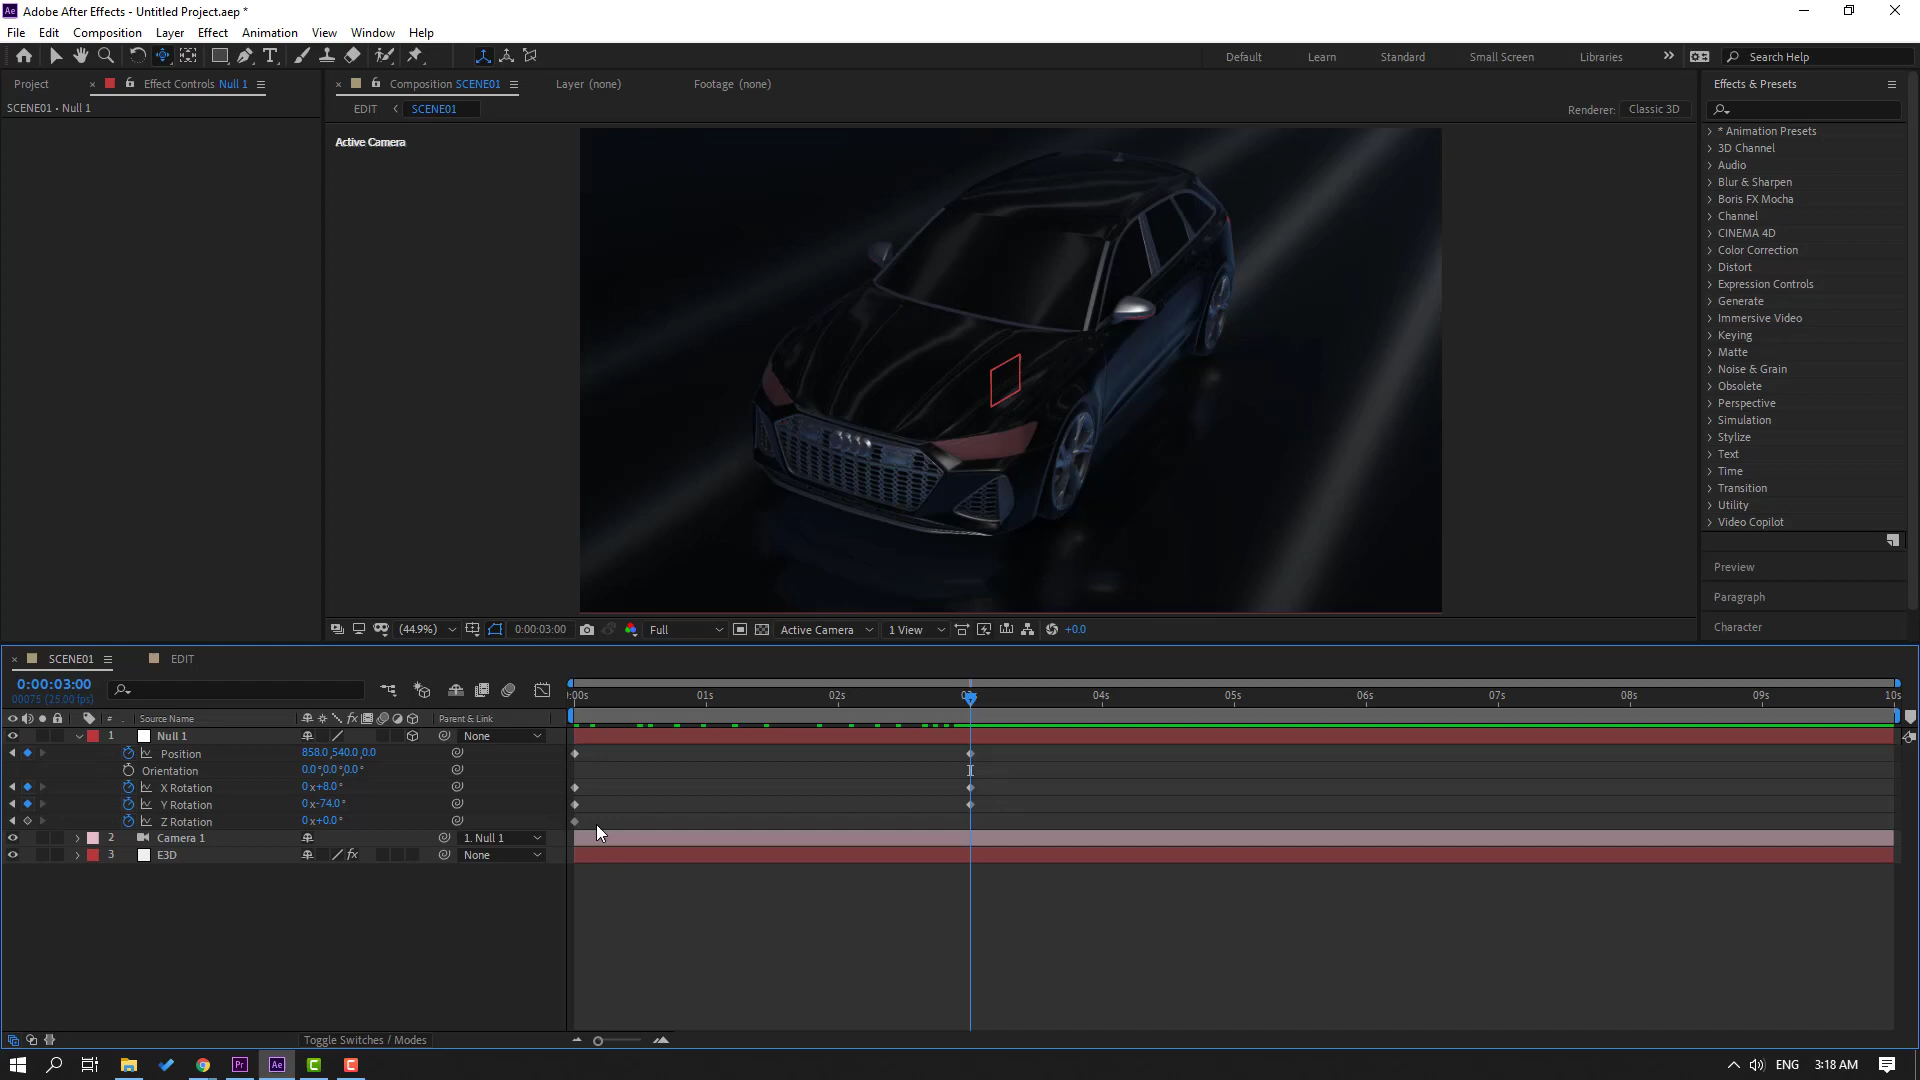 Adobe After Effects - Untitled Project.aep *
File Edit Composition Layer Effect Animation View Window Help
Default Learn Standard Small Screen Libraries Search Help
Project Effect Controls Null 1 Composition SCENE01 Layer (none) Footage (none) Effects & Presets
SCENE01 • Null 1
EDIT SCENE01 Renderer: Classic 3D
Active Camera
* Animation Presets
3D Channel
Audio
Blur & Sharpen
Boris FX Mocha
Channel
CINEMA 4D
Color Correction
Distort
Expression Controls
Generate
Immersive Video
Keying
Matte
Noise & Grain
Obsolete
Perspective
Simulation
Stylize
Text
Time
Transition
Utility
Video Copilot
Preview
Paragraph
Character
(44.9%) 0:00:03:00 Full Active Camera 1 View +0.0
SCENE01 EDIT
0:00:03:00
00075 (25.00 fps)
:00s 01s 02s 04s 05s 06s 07s 08s 09s 10s
# Source Name fx Parent & Link
1 Null 1 None
Position 858.0,540.0,0.0
Orientation 0.0°,0.0°,0.0°
X Rotation 0x+8.0°
Y Rotation 0x-74.0°
Z Rotation 0x+0.0°
2 Camera 1 1. Null 1
3 E3D fx None
Toggle Switches / Modes
Pr Ae C C ENG 3:18 AM